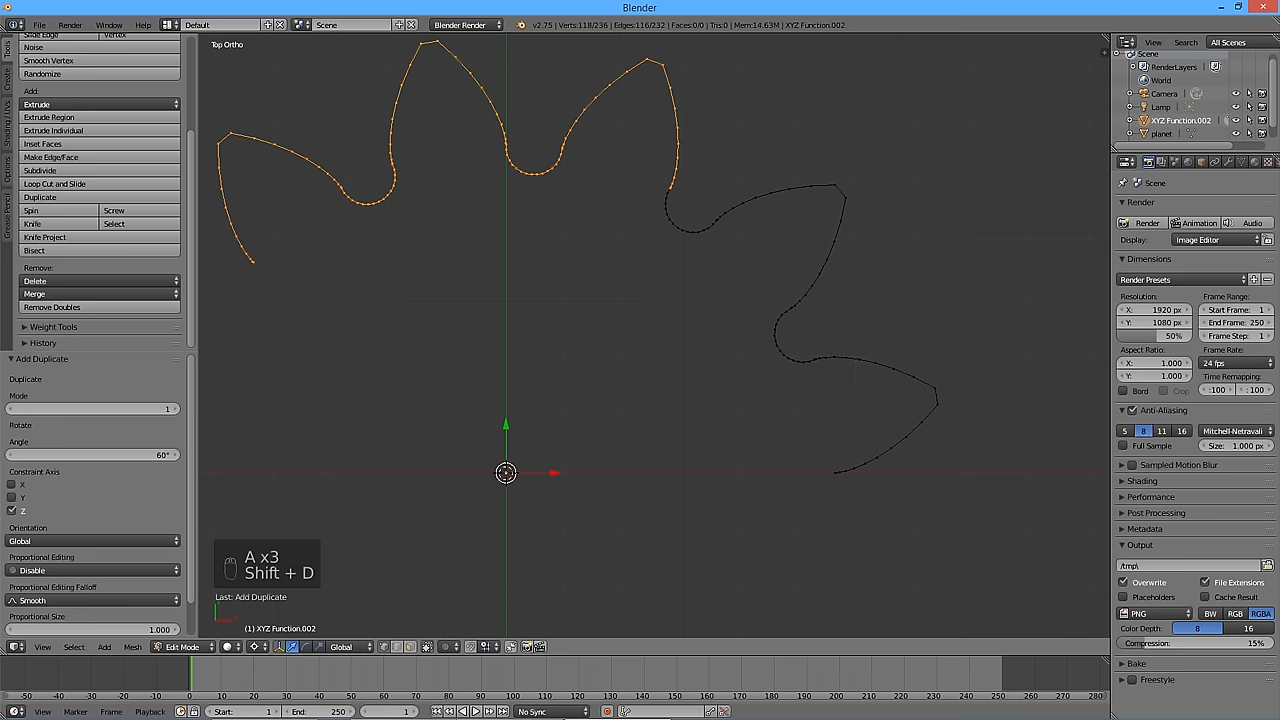 Blender
File
Render
Window
Help
Default
Scene
Blender Render
v2.75 | Verts:118/236 | Edges:116/232 | Faces:0/0 | Tris:0 | Mem:14.63M | XYZ Function.002
Tools
Create
Shading / UVs
Options
Grease Pencil
Slide Edge
Vertex
Noise
Smooth Vertex
Randomize
Add:
Extrude
Extrude Region
Extrude Individual
Inset Faces
Make Edge/Face
Subdivide
Loop Cut and Slide
Duplicate
Spin
Screw
Knife
Select
Knife Project
Bisect
Remove:
Delete
Merge
Remove Doubles
Weight Tools
History
Add Duplicate
Duplicate
Mode
1
Rotate
Angle
60°
Constraint Axis
X
Y
Z
Orientation
Global
Proportional Editing
Disable
Proportional Editing Falloff
Smooth
Proportional Size
1.000
Top Ortho
A x3
Shift + D
Last: Add Duplicate
(1) XYZ Function.002
View
Select
Add
Mesh
Edit Mode
Global
View
Search
All Scenes
Scene
RenderLayers
World
Camera
Lamp
XYZ Function.002
planet
Scene
Render
Render
Animation
Audio
Display:
Image Editor
Dimensions
Render Presets
Resolution:
Frame Range:
X: 1920 px
Start Frame: 1
Y: 1080 px
End Frame: 250
50%
Frame Step: 1
Aspect Ratio:
Frame Rate:
X: 1.000
24 fps
Y: 1.000
Time Remapping:
Bord
Crop
:100
:100
Anti-Aliasing
5
8
11
16
Mitchell-Netravali
Full Sample
Size: 1.000 px
Sampled Motion Blur
Shading
Performance
Post Processing
Metadata
Output
/tmp\
Overwrite
File Extensions
Placeholders
Cache Result
PNG
BW
RGB
RGBA
Color Depth:
8
16
Compression:
15%
Bake
Freestyle
-50 -40 -30 -20 -10 0 10 20 30 40 50 60 70 80 90 100 110 120 130 140 150 160 170 180 190 200 210 220 230 240 250 260 270 280
View
Marker
Frame
Playback
Start: 1
End: 250
1
No Sync